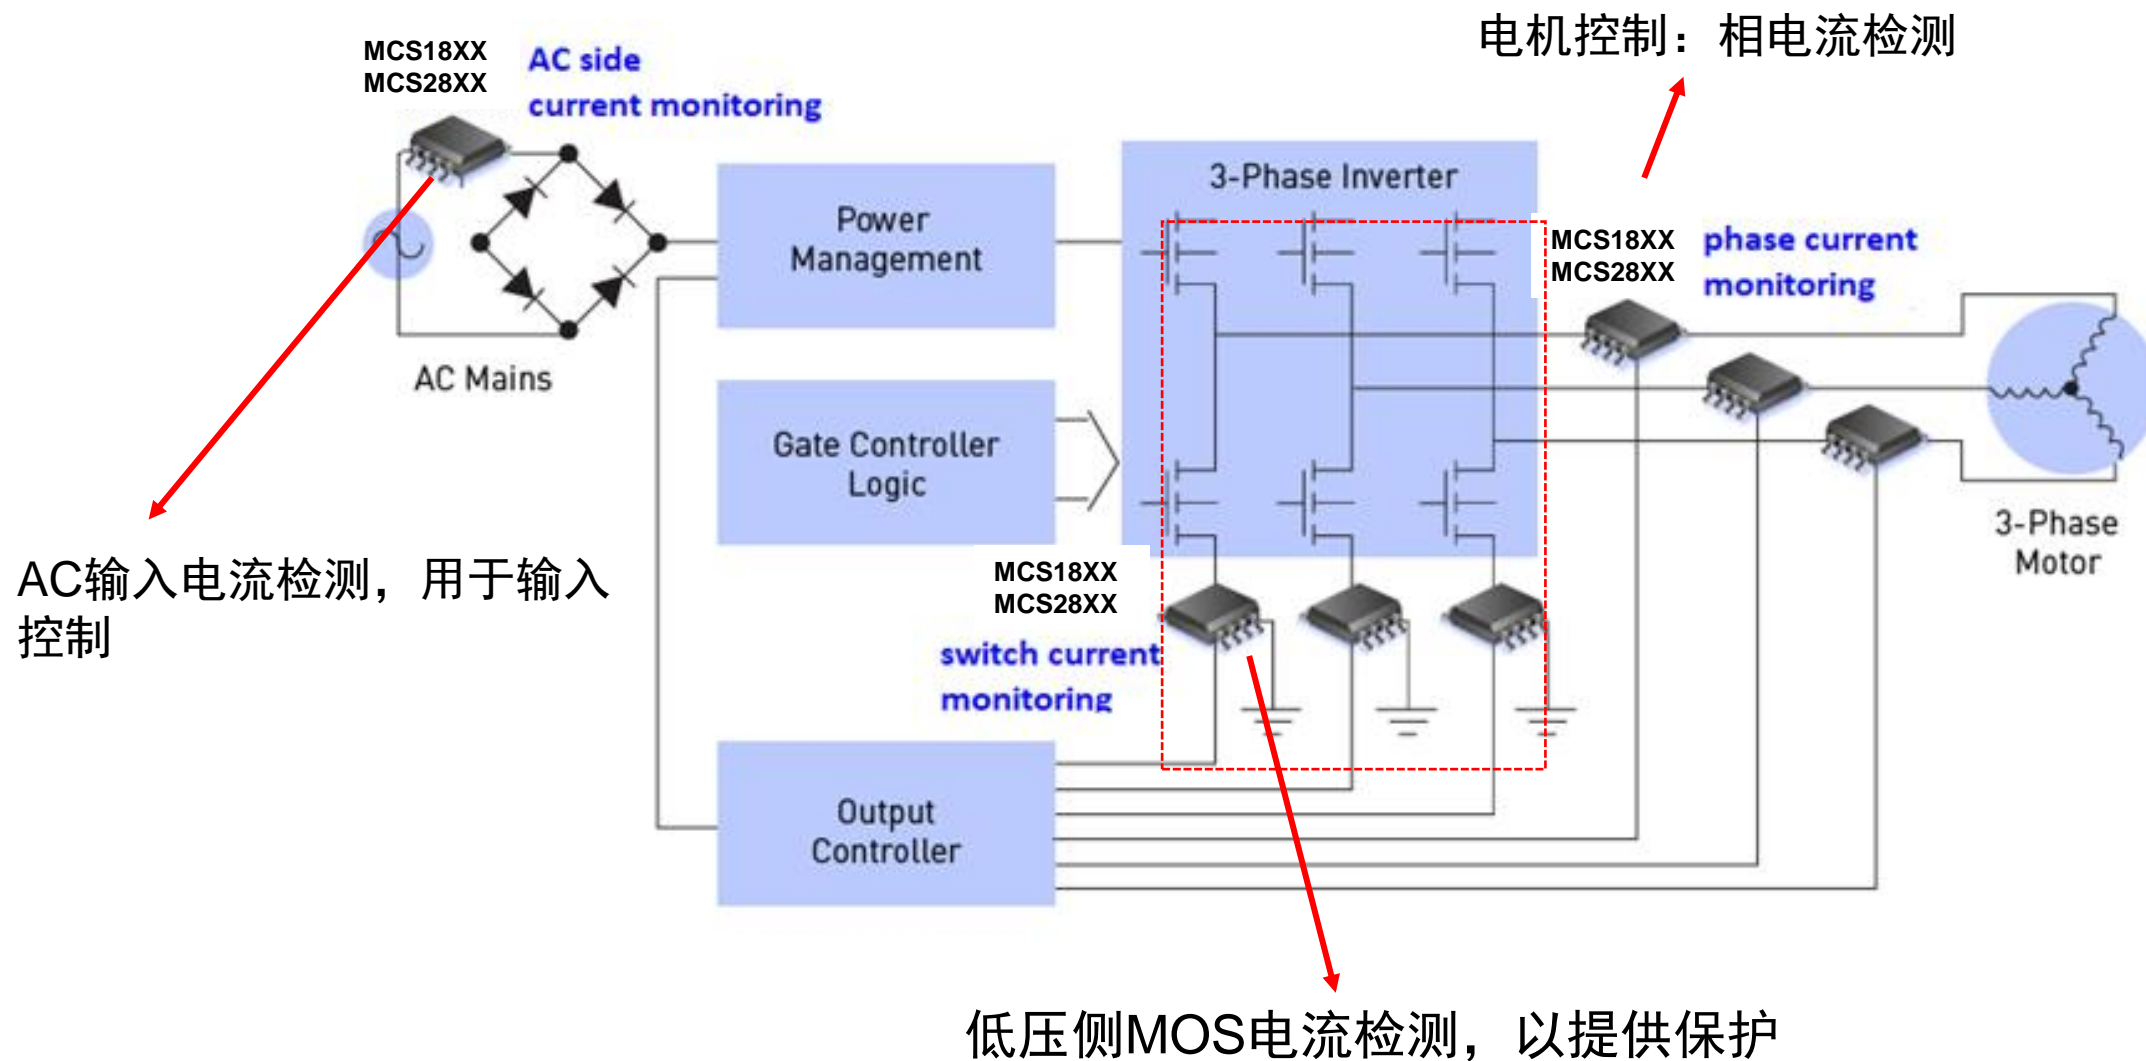 电机控制：相电流检测
MCS18XX
MCS28XX
AC side
current monitoring
3-Phase Inverter
Power
Management
MCS18XX
MCS28XX
phase current
monitoring
AC Mains
Gate Controller
Logic
3-Phase
Motor
AC输入电流检测，用于输入
控制
MCS18XX
MCS28XX
switch current
monitoring
Output
Controller
低压侧MOS电流检测，以提供保护